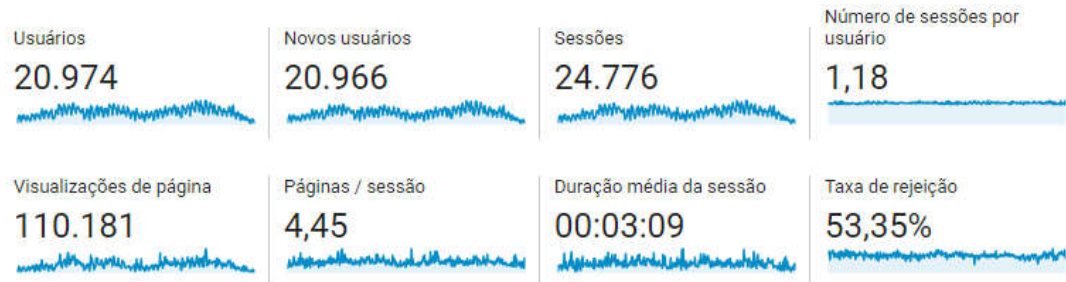 Usuários
20.974
Novos usuários
20.966
Sessões
24.776
Número de sessões por
usuário
1,18
Visualizações de página
110.181
Páginas / sessão
4,45
Duração média da sessão
00:03:09
Taxa de rejeição
53,35%